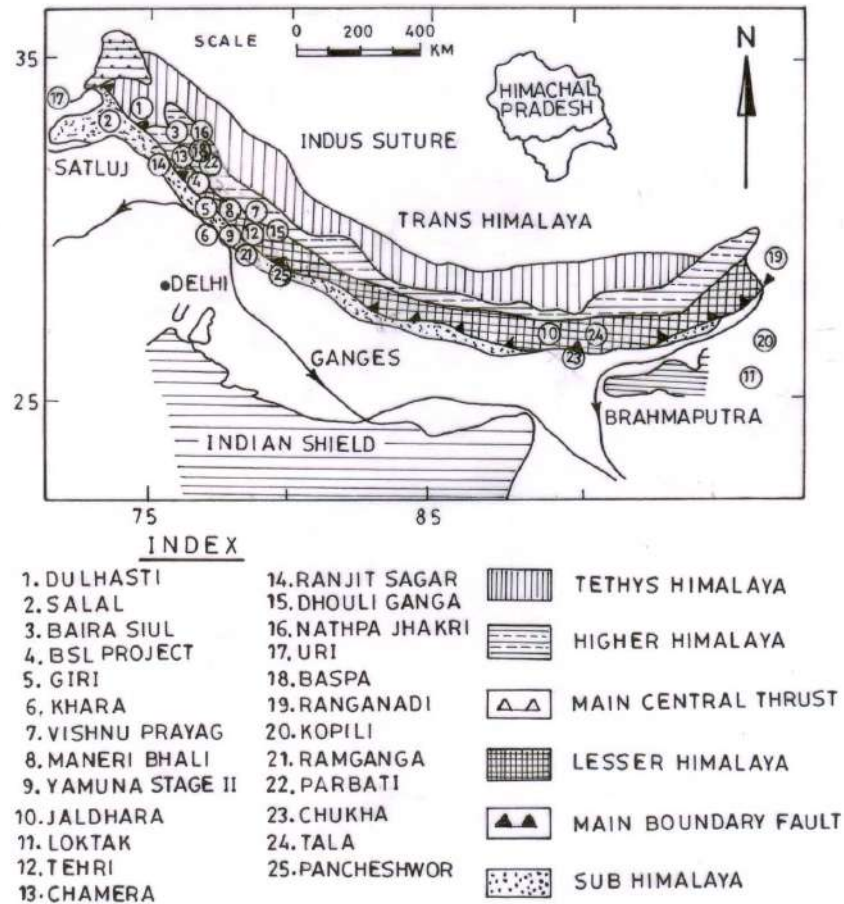 35
SCALE
0 200 400
KM
N
HIMACHAL
PRADESH
17
1
2
3
16
INDUS SUTURE
SATLUJ
14
13
18
22
4
TRANS HIMALAYA
5
8
7
6
9
12
15
19
21
25
DELHI
10
24
20
GANGES
23
11
25
BRAHMAPUTRA
INDIAN SHIELD
75
85
INDEX
1. DULHASTI
2. SALAL
3. BAIRA SIUL
4. BSL PROJECT
5. GIRI
6. KHARA
7. VISHNU PRAYAG
8. MANERI BHALI
9. YAMUNA STAGE II
10. JALDHARA
11. LOKTAK
12. TEHRI
13. CHAMERA
14. RANJIT SAGAR
15. DHOULI GANGA
16. NATHPA JHAKRI
17. URI
18. BASPA
19. RANGANADI
20. KOPILI
21. RAMGANGA
22. PARBATI
23. CHUKHA
24. TALA
25. PANCHESHWOR
TETHYS HIMALAYA
HIGHER HIMALAYA
MAIN CENTRAL THRUST
LESSER HIMALAYA
MAIN BOUNDARY FAULT
SUB HIMALAYA